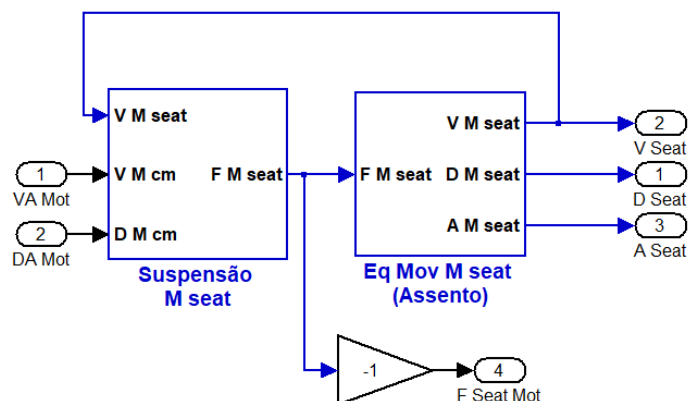 V M seat
V M cm
D M cm
F M seat
Suspensão
M seat
F M seat
V M seat
D M seat
A M seat
Eq Mov M seat
(Assento)
1
VA Mot
2
DA Mot
2
V Seat
1
D Seat
3
A Seat
-1
4
F Seat Mot